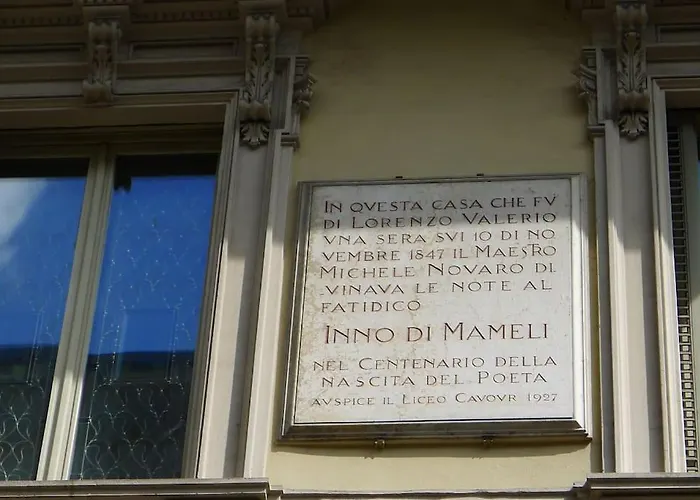 IN QVESTA CASA CHE FV
DI LORENZO VALERIO
VNA SERA SVI 10 DI NO
VEMBRE 1847 IL MAESTRO
MICHELE NOVARO DI
VINAVA LE NOTE AL
FATIDICO
INNO DI MAMELI
NEL CENTENARIO DELLA
NASCITA DEL POETA
AVSPICE IL LICEO CAVOVR 1927